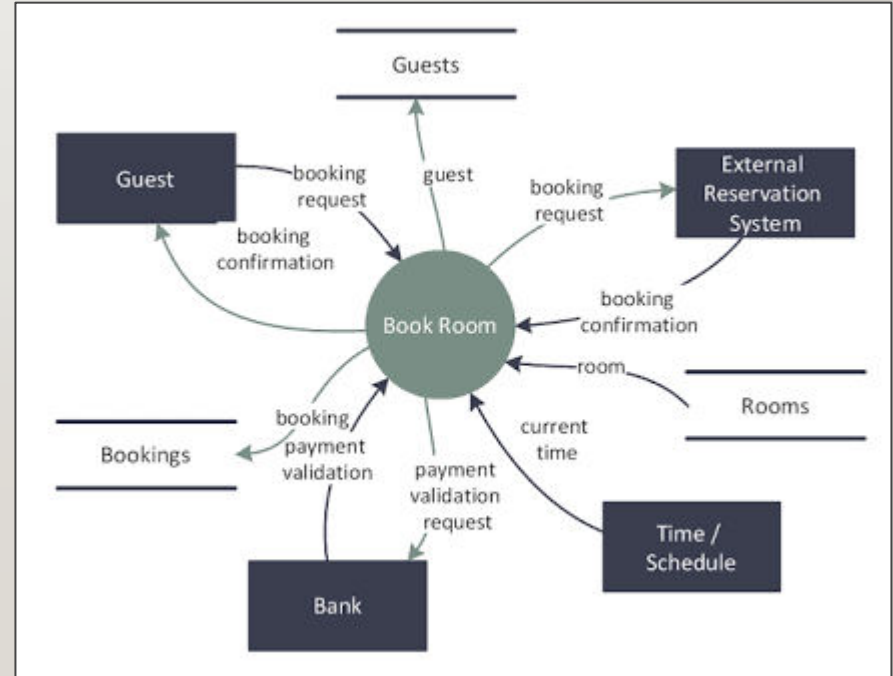 Guests
Guest
booking
request
guest
booking
request
External
Reservation
System
booking
confirmation
Book Room
booking
confirmation
room
Rooms
current
time
booking
Bookings
payment
validation
payment
validation
request
Time /
Schedule
Bank